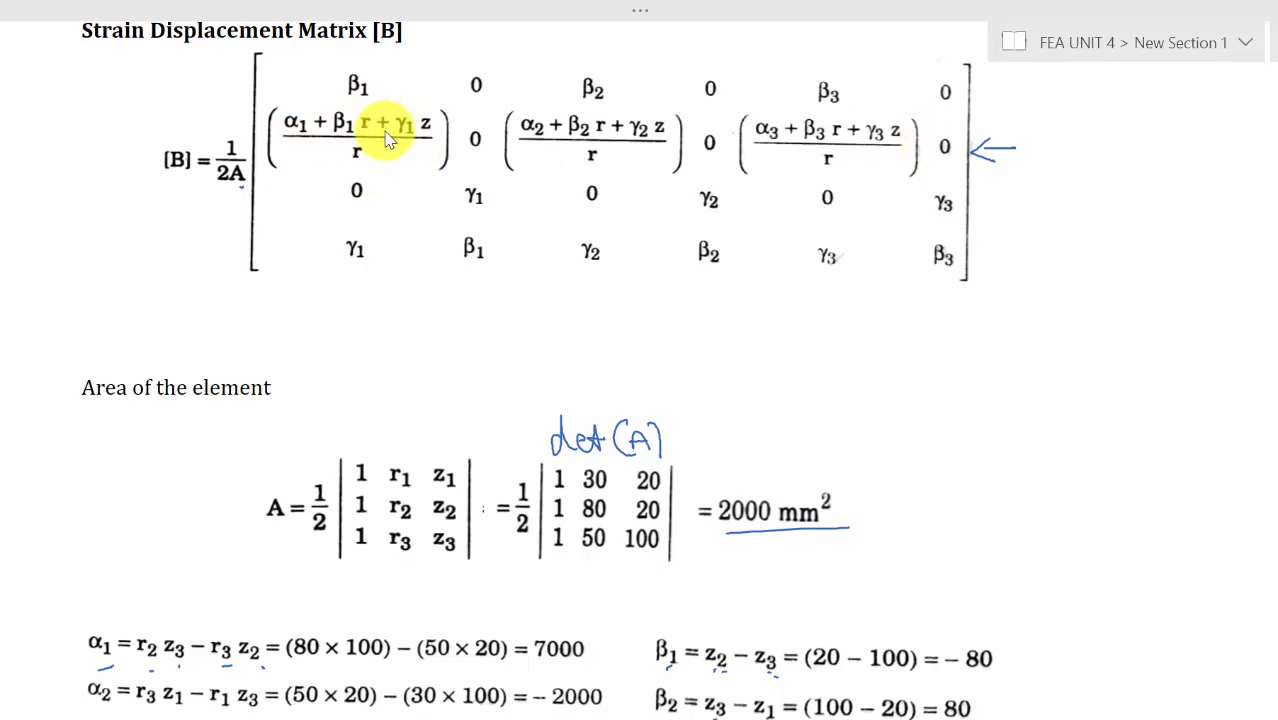 ...
Strain Displacement Matrix [B]
FEA UNIT 4 > New Section 1
β₁ 0 β₂ 0 β₃ 0
[B] = 1/2A (α₁ + β₁ r + γ₁ z / r) 0 (α₂ + β₂ r + γ₂ z / r) 0 (α₃ + β₃ r + γ₃ z / r) 0
0 γ₁ 0 γ₂ 0 γ₃
γ₁ β₁ γ₂ β₂ γ₃ β₃
Area of the element
det(A)
A = 1/2 | 1 r₁ z₁ | = 1/2 | 1 30 20 | = 2000 mm²
| 1 r₂ z₂ | | 1 80 20 |
| 1 r₃ z₃ | | 1 50 100 |
α₁ = r₂ z₃ − r₃ z₂ = (80 × 100) − (50 × 20) = 7000
β₁ = z₂ − z₃ = (20 − 100) = − 80
α₂ = r₃ z₁ − r₁ z₃ = (50 × 20) − (30 × 100) = − 2000
β₂ = z₃ − z₁ = (100 − 20) = 80